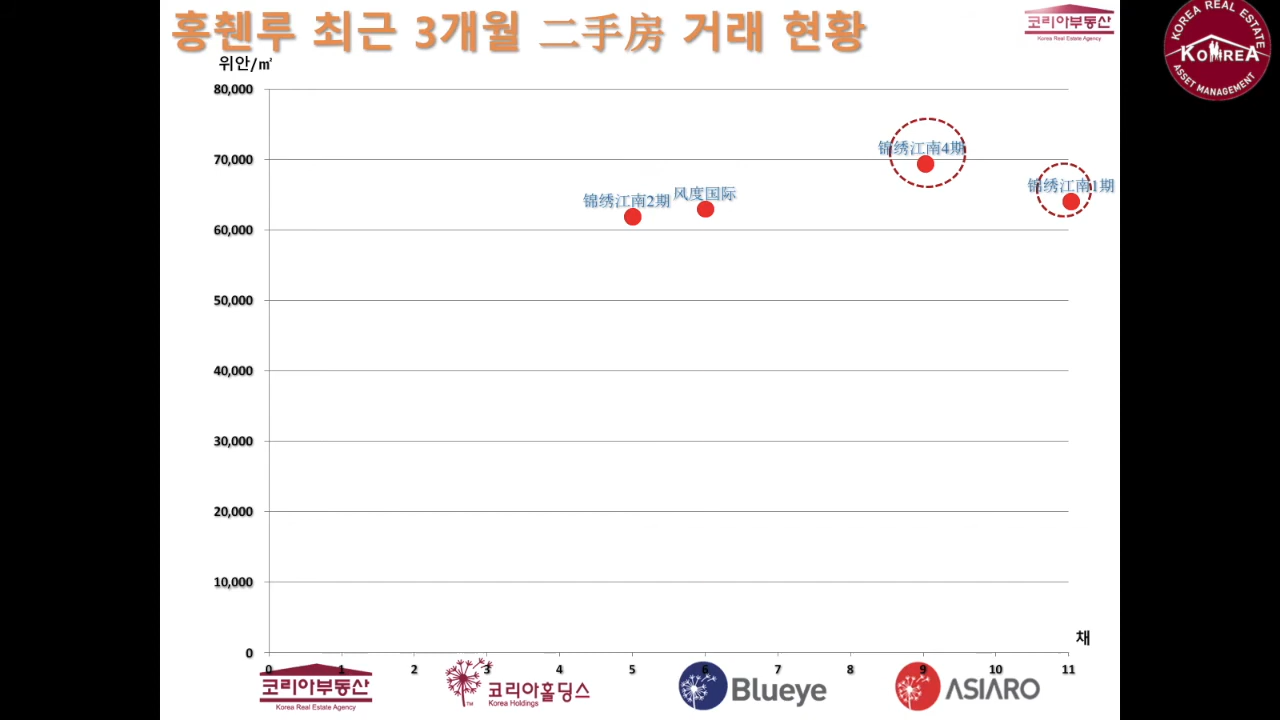 홍췐루 최근 3개월 二手房 거래 현황
코리아부동산
Korea Real Estate Agency
KOREA REAL ESTATE
KOREA
ASSET MANAGEMENT
위안/㎡
80,000
70,000
60,000
50,000
40,000
30,000
20,000
10,000
0
锦绣江南4期
锦绣江南1期
锦绣江南2期
风度国际
채
0 1 2 3 4 5 6 7 8 9 10 11
코리아부동산
Korea Real Estate Agency
TM
코리아홀딩스
Korea Holdings
Blueye
ASIARO